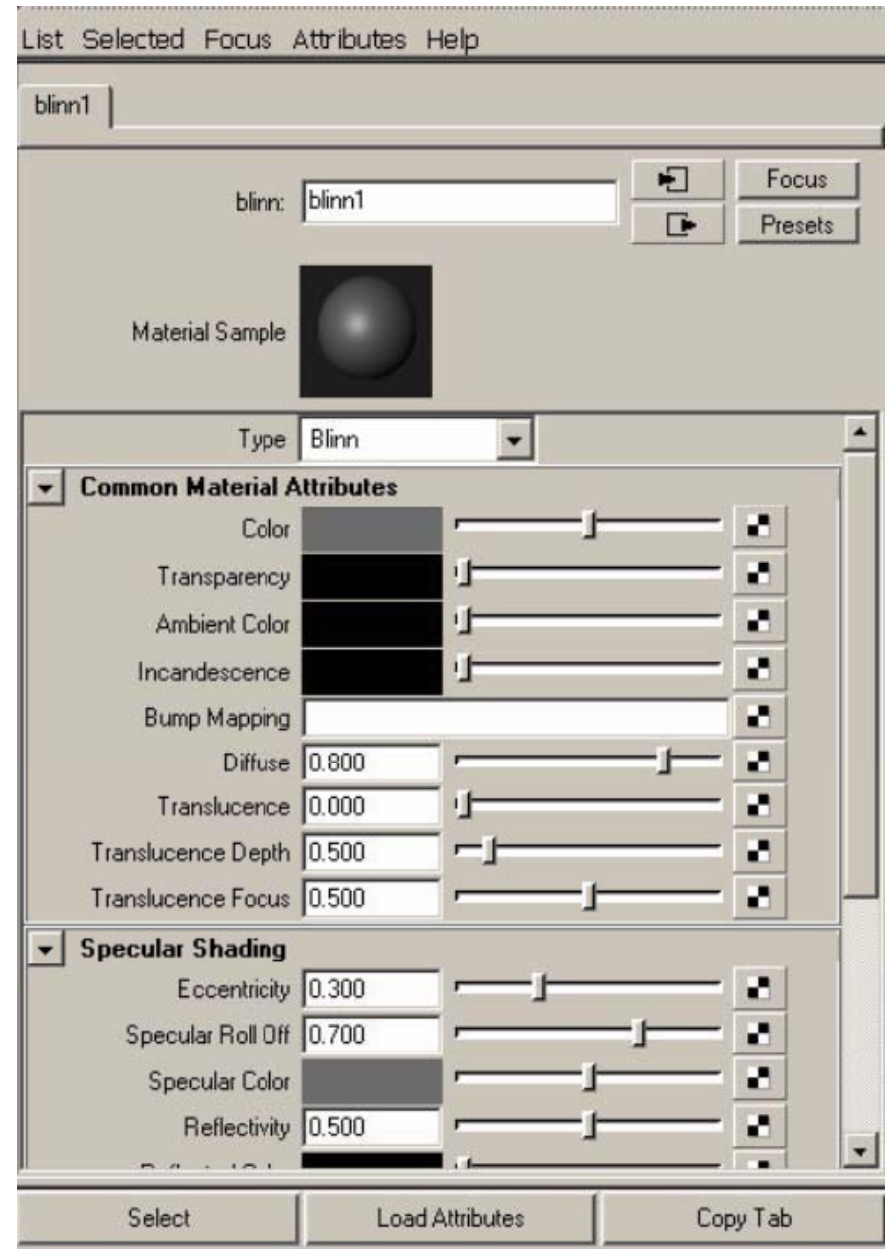 List Selected Focus Attributes Help
blinn1
blinn: blinn1 Focus
Presets
Material Sample
Type Blinn
Common Material Attributes
Color
Transparency
Ambient Color
Incandescence
Bump Mapping
Diffuse 0.800
Translucence 0.000
Translucence Depth 0.500
Translucence Focus 0.500
Specular Shading
Eccentricity 0.300
Specular Roll Off 0.700
Specular Color
Reflectivity 0.500
Select Load Attributes Copy Tab